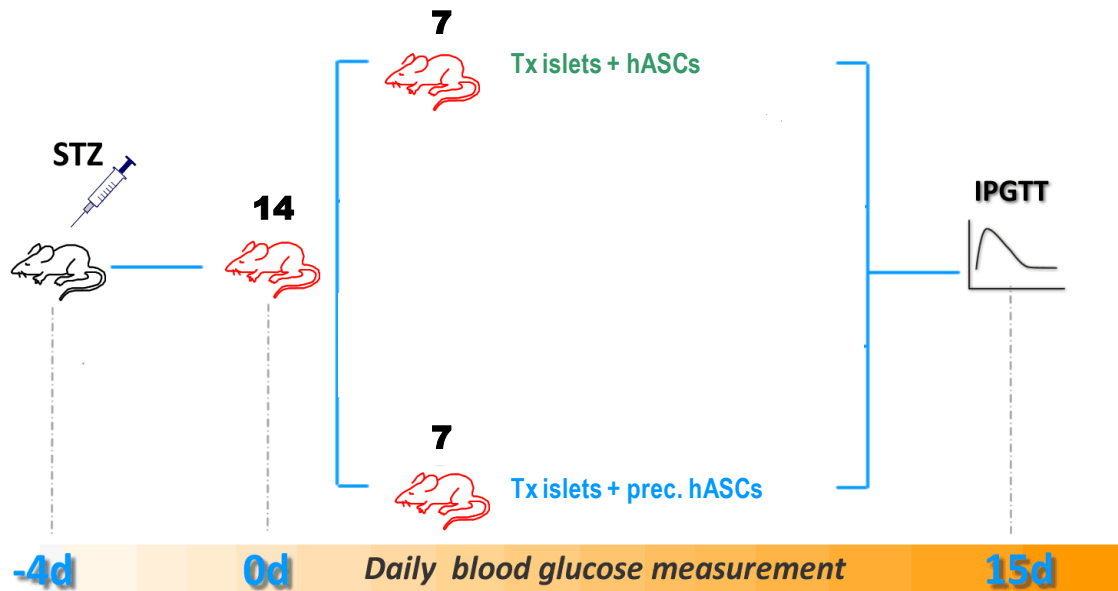 7
Tx islets + hASCs
STZ
14
IPGTT
7
Tx islets + prec. hASCs
-4d
0d
Daily blood glucose measurement
15d